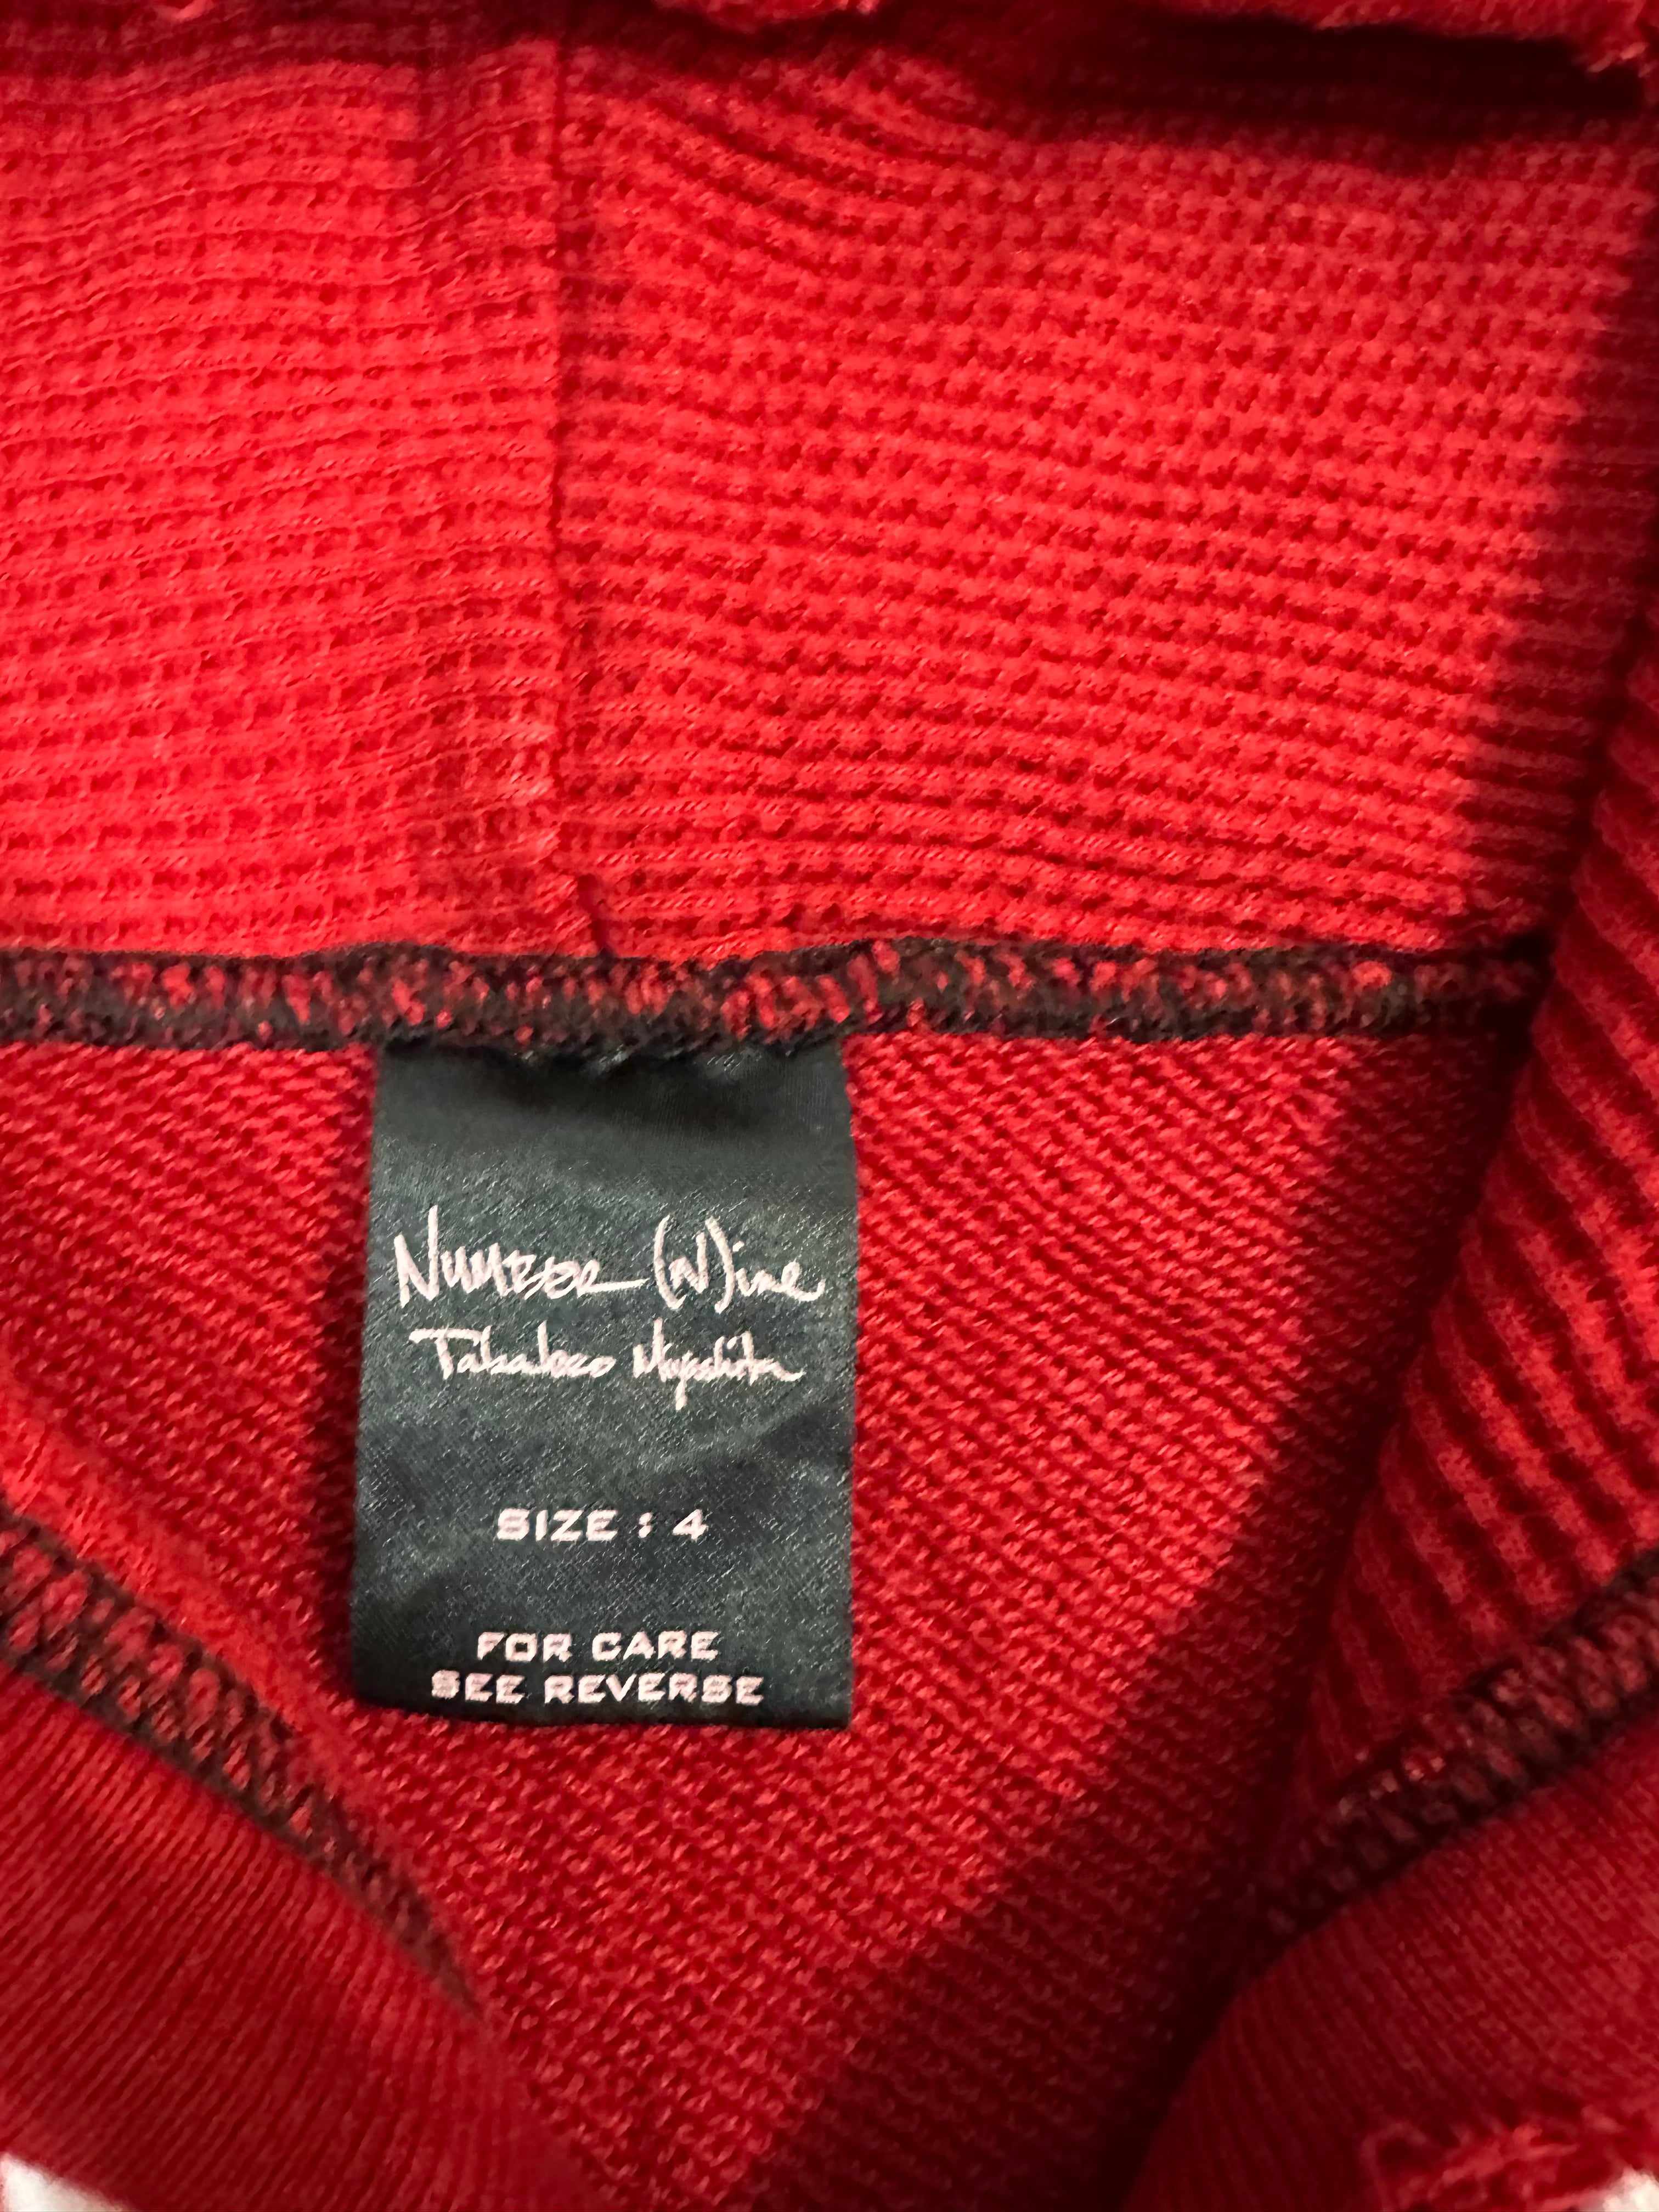 NUMBER (N)ine
Takahiro Miyashita
SIZE : 4
FOR CARE
SEE REVERSE